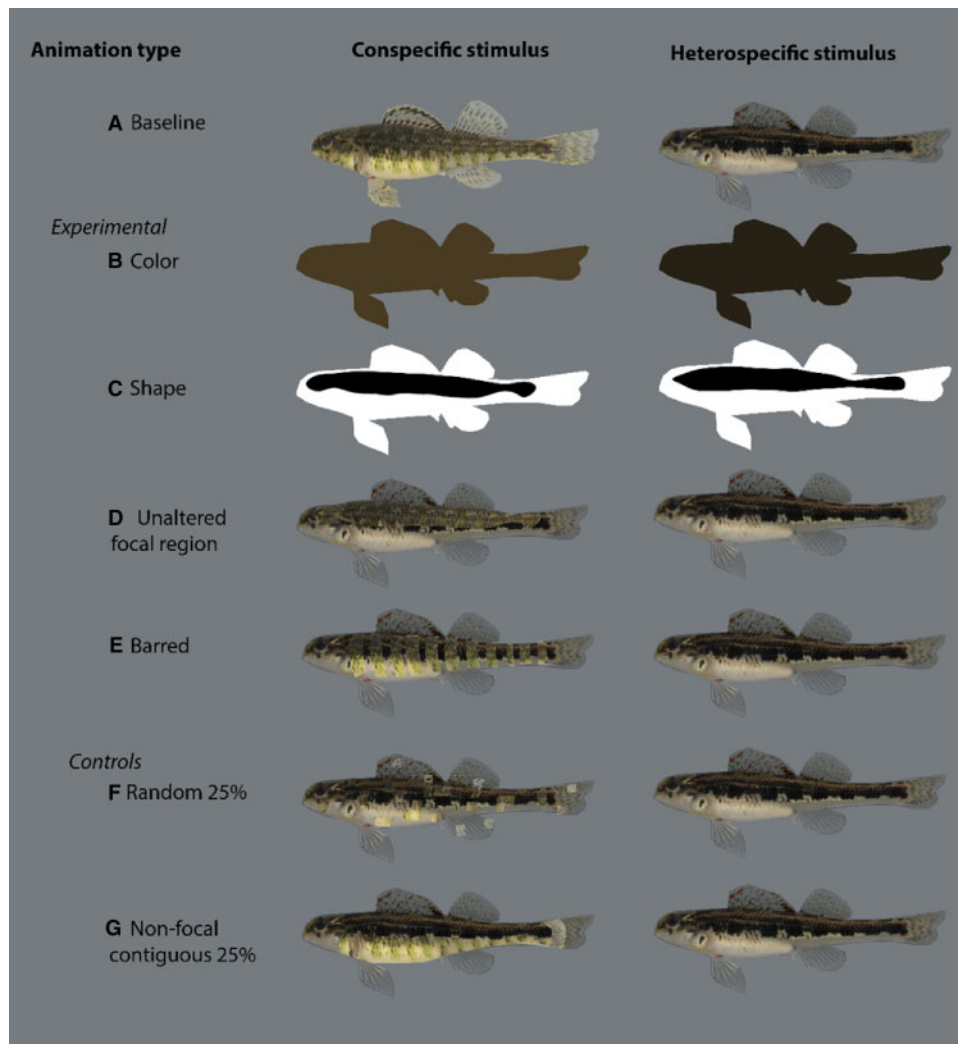 Animation type Conspecific stimulus Heterospecific stimulus
A Baseline
Experimental
B Color
C Shape
D Unaltered
focal region
E Barred
Controls
F Random 25%
G Non-focal
contiguous 25%